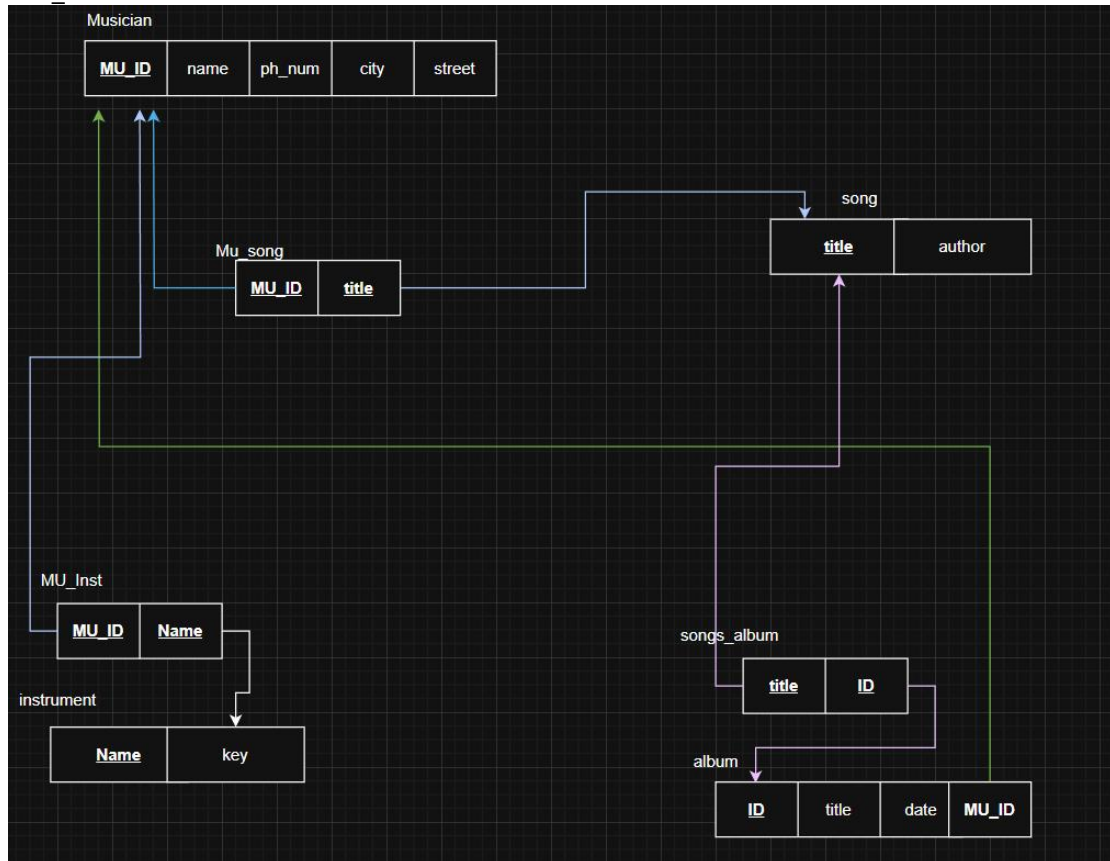 Musician
MU_ID name ph_num city street
song
title author
Mu_song
MU_ID title
MU_Inst
MU_ID Name
songs_album
title ID
instrument
Name key
album
ID title date MU_ID